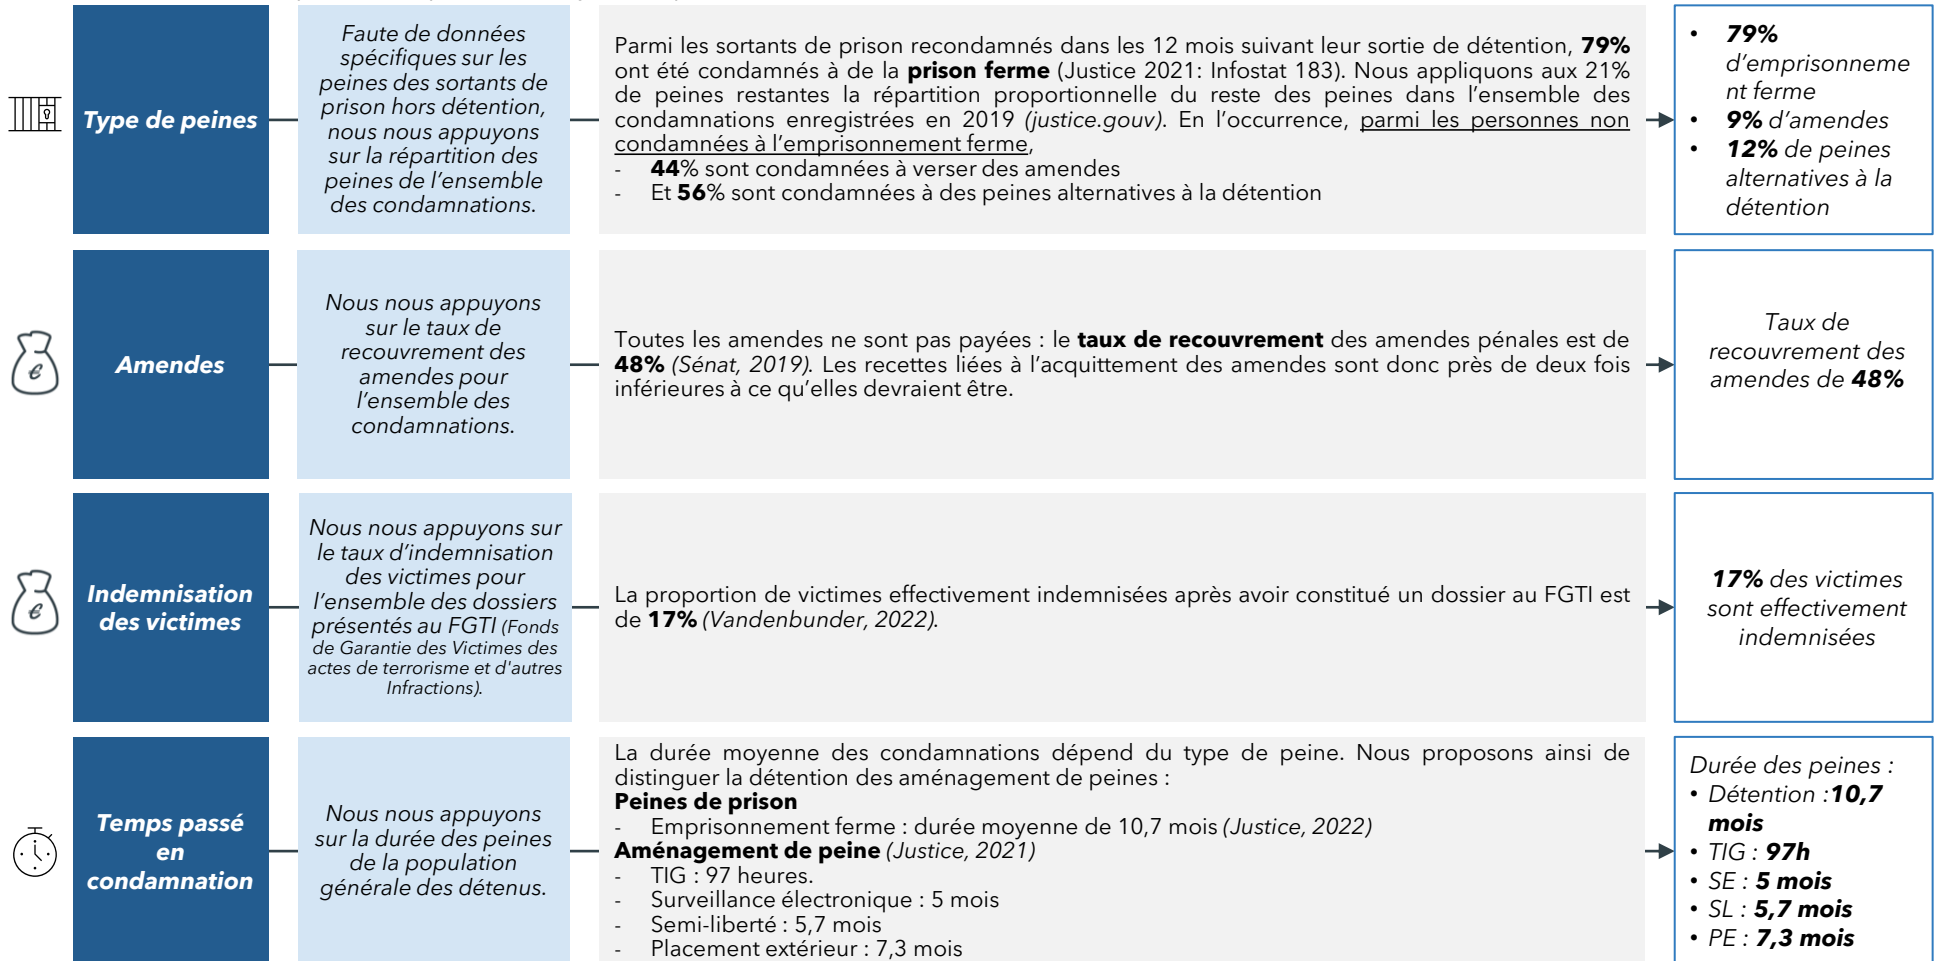 Type de peines
Faute de données
spécifiques sur les
peines des sortants de
prison hors détention,
nous nous appuyons
sur la répartition des
peines de l'ensemble
des condamnations.
Parmi les sortants de prison recondamnés dans les 12 mois suivant leur sortie de détention, 79%
ont été condamnés à de la prison ferme (Justice 2021: Infostat 183). Nous appliquons aux 21%
de peines restantes la répartition proportionnelle du reste des peines dans l'ensemble des
condamnations enregistrées en 2019 (justice.gouv). En l'occurrence, parmi les personnes non
condamnées à l'emprisonnement ferme,
- 44% sont condamnées à verser des amendes
- Et 56% sont condamnées à des peines alternatives à la détention
• 79%
d'emprisonneme
nt ferme
• 9% d'amendes
• 12% de peines
alternatives à la
détention
Amendes
Nous nous appuyons
sur le taux de
recouvrement des
amendes pour
l'ensemble des
condamnations.
Toutes les amendes ne sont pas payées : le taux de recouvrement des amendes pénales est de
48% (Sénat, 2019). Les recettes liées à l'acquittement des amendes sont donc près de deux fois
inférieures à ce qu'elles devraient être.
Taux de
recouvrement des
amendes de 48%
Indemnisation
des victimes
Nous nous appuyons sur
le taux d'indemnisation
des victimes pour
l'ensemble des dossiers
présentés au FGTI (Fonds
de Garantie des Victimes des
actes de terrorisme et d'autres
Infractions).
La proportion de victimes effectivement indemnisées après avoir constitué un dossier au FGTI est
de 17% (Vandenbunder, 2022).
17% des victimes
sont effectivement
indemnisées
Temps passé
en
condamnation
Nous nous appuyons
sur la durée des peines
de la population
générale des détenus.
La durée moyenne des condamnations dépend du type de peine. Nous proposons ainsi de
distinguer la détention des aménagement de peines :
Peines de prison
- Emprisonnement ferme : durée moyenne de 10,7 mois (Justice, 2022)
Aménagement de peine (Justice, 2021)
- TIG : 97 heures.
- Surveillance électronique : 5 mois
- Semi-liberté : 5,7 mois
- Placement extérieur : 7,3 mois
Durée des peines :
• Détention :10,7
mois
• TIG : 97h
• SE : 5 mois
• SL : 5,7 mois
• PE : 7,3 mois